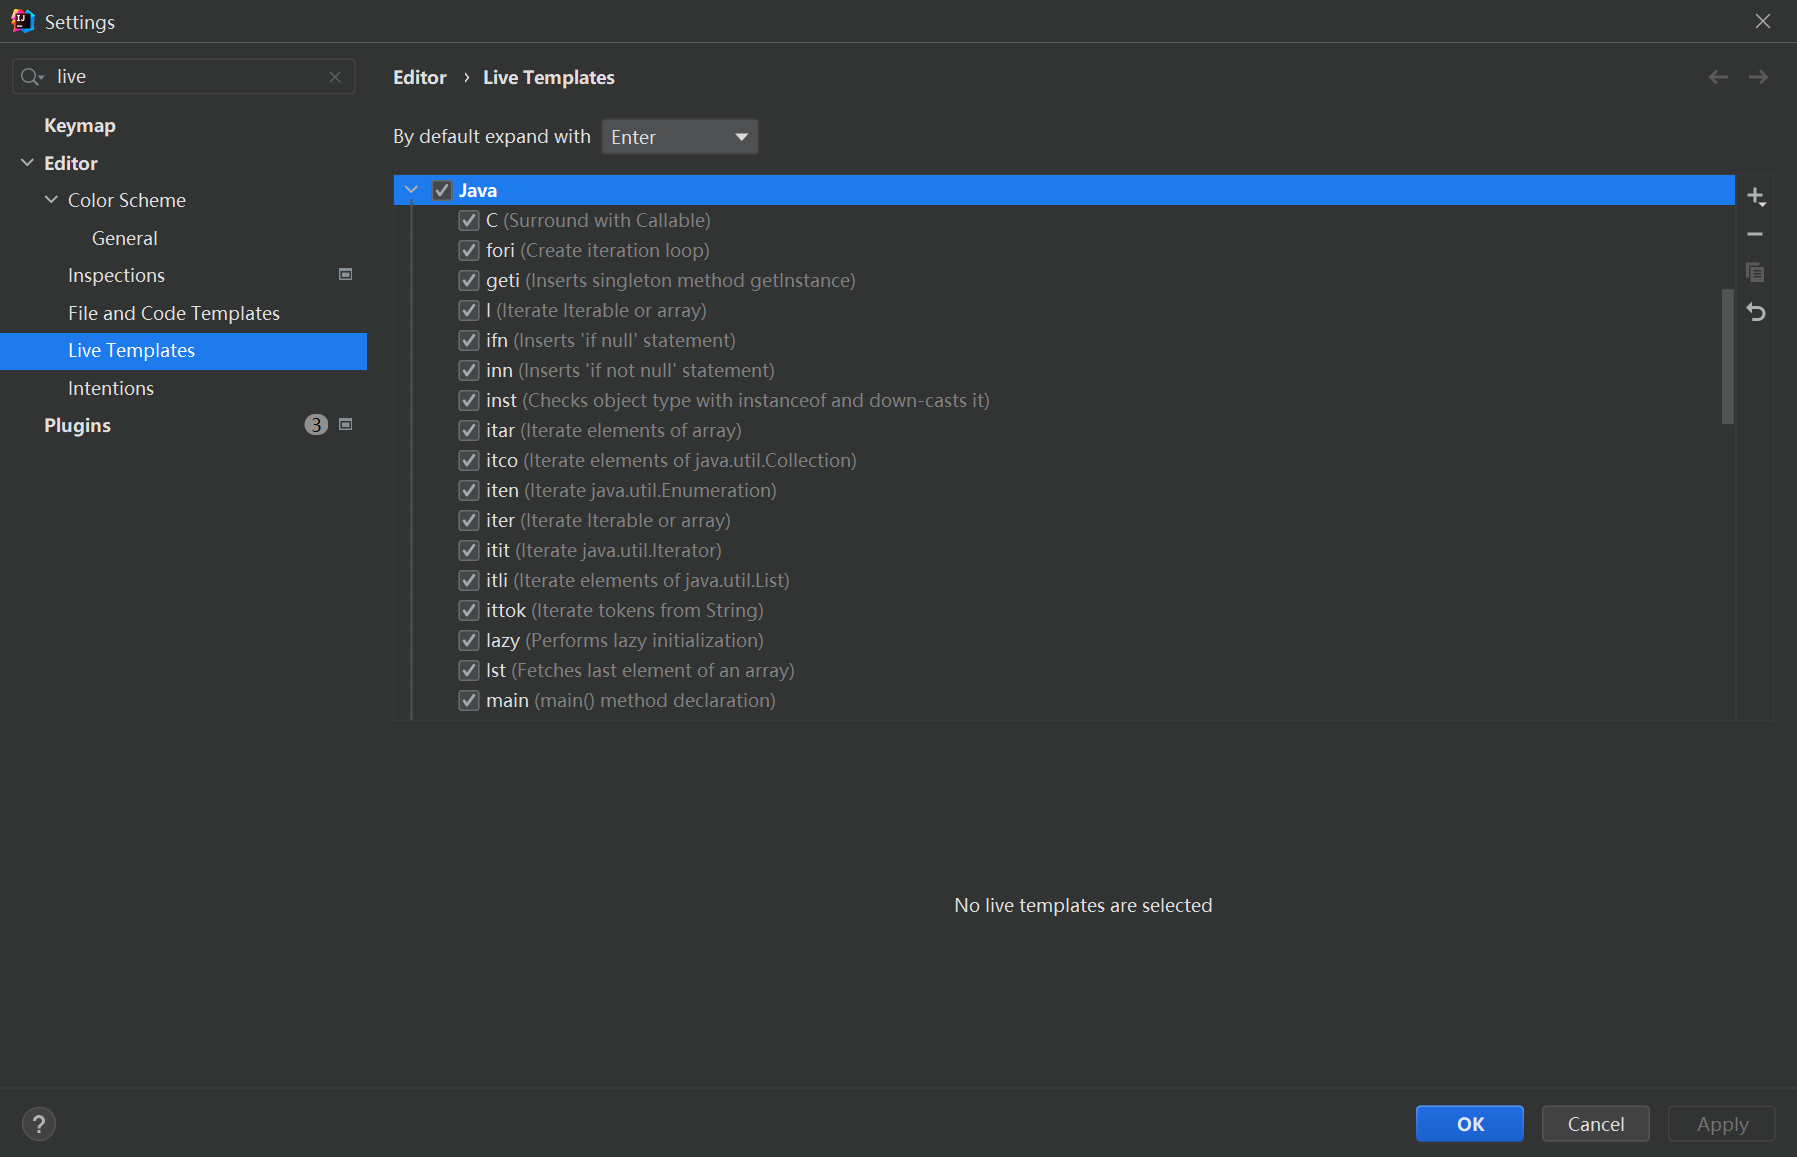 Settings
live
Keymap
Editor
Color Scheme
General
Inspections
File and Code Templates
Live Templates
Intentions
Plugins 3
Editor › Live Templates
By default expand with Enter
Java
C (Surround with Callable)
fori (Create iteration loop)
geti (Inserts singleton method getInstance)
I (Iterate Iterable or array)
ifn (Inserts 'if null' statement)
inn (Inserts 'if not null' statement)
inst (Checks object type with instanceof and down-casts it)
itar (Iterate elements of array)
itco (Iterate elements of java.util.Collection)
iten (Iterate java.util.Enumeration)
iter (Iterate Iterable or array)
itit (Iterate java.util.Iterator)
itli (Iterate elements of java.util.List)
ittok (Iterate tokens from String)
lazy (Performs lazy initialization)
lst (Fetches last element of an array)
main (main() method declaration)
No live templates are selected
?
OK Cancel Apply